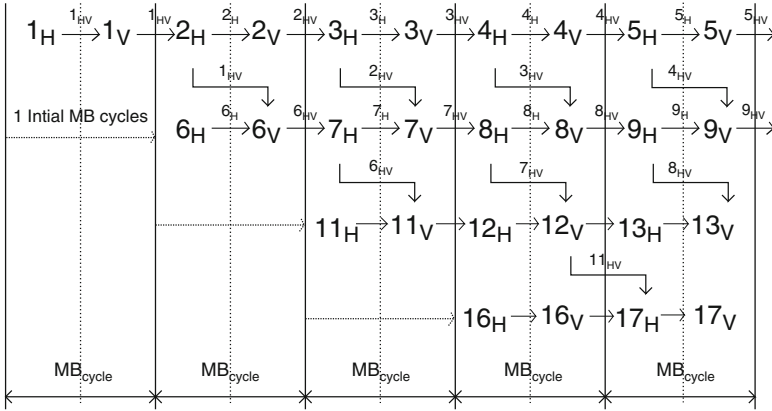 1HV 1HV 2H 2HV 3H 3HV 4H 4HV 5H 5HV
1H 1V 2H 2V 3H 3V 4H 4V 5H 5V
1HV 2HV 3HV 4HV
1 Intial MB cycles
6H 6HV 7H 7HV 8H 8HV 9H 9HV
6H 6V 7H 7V 8H 8V 9H 9V
6HV 7HV 8HV
11H 11V 12H 12V 13H 13V
11HV
16H 16V 17H 17V
MBcycle MBcycle MBcycle MBcycle MBcycle